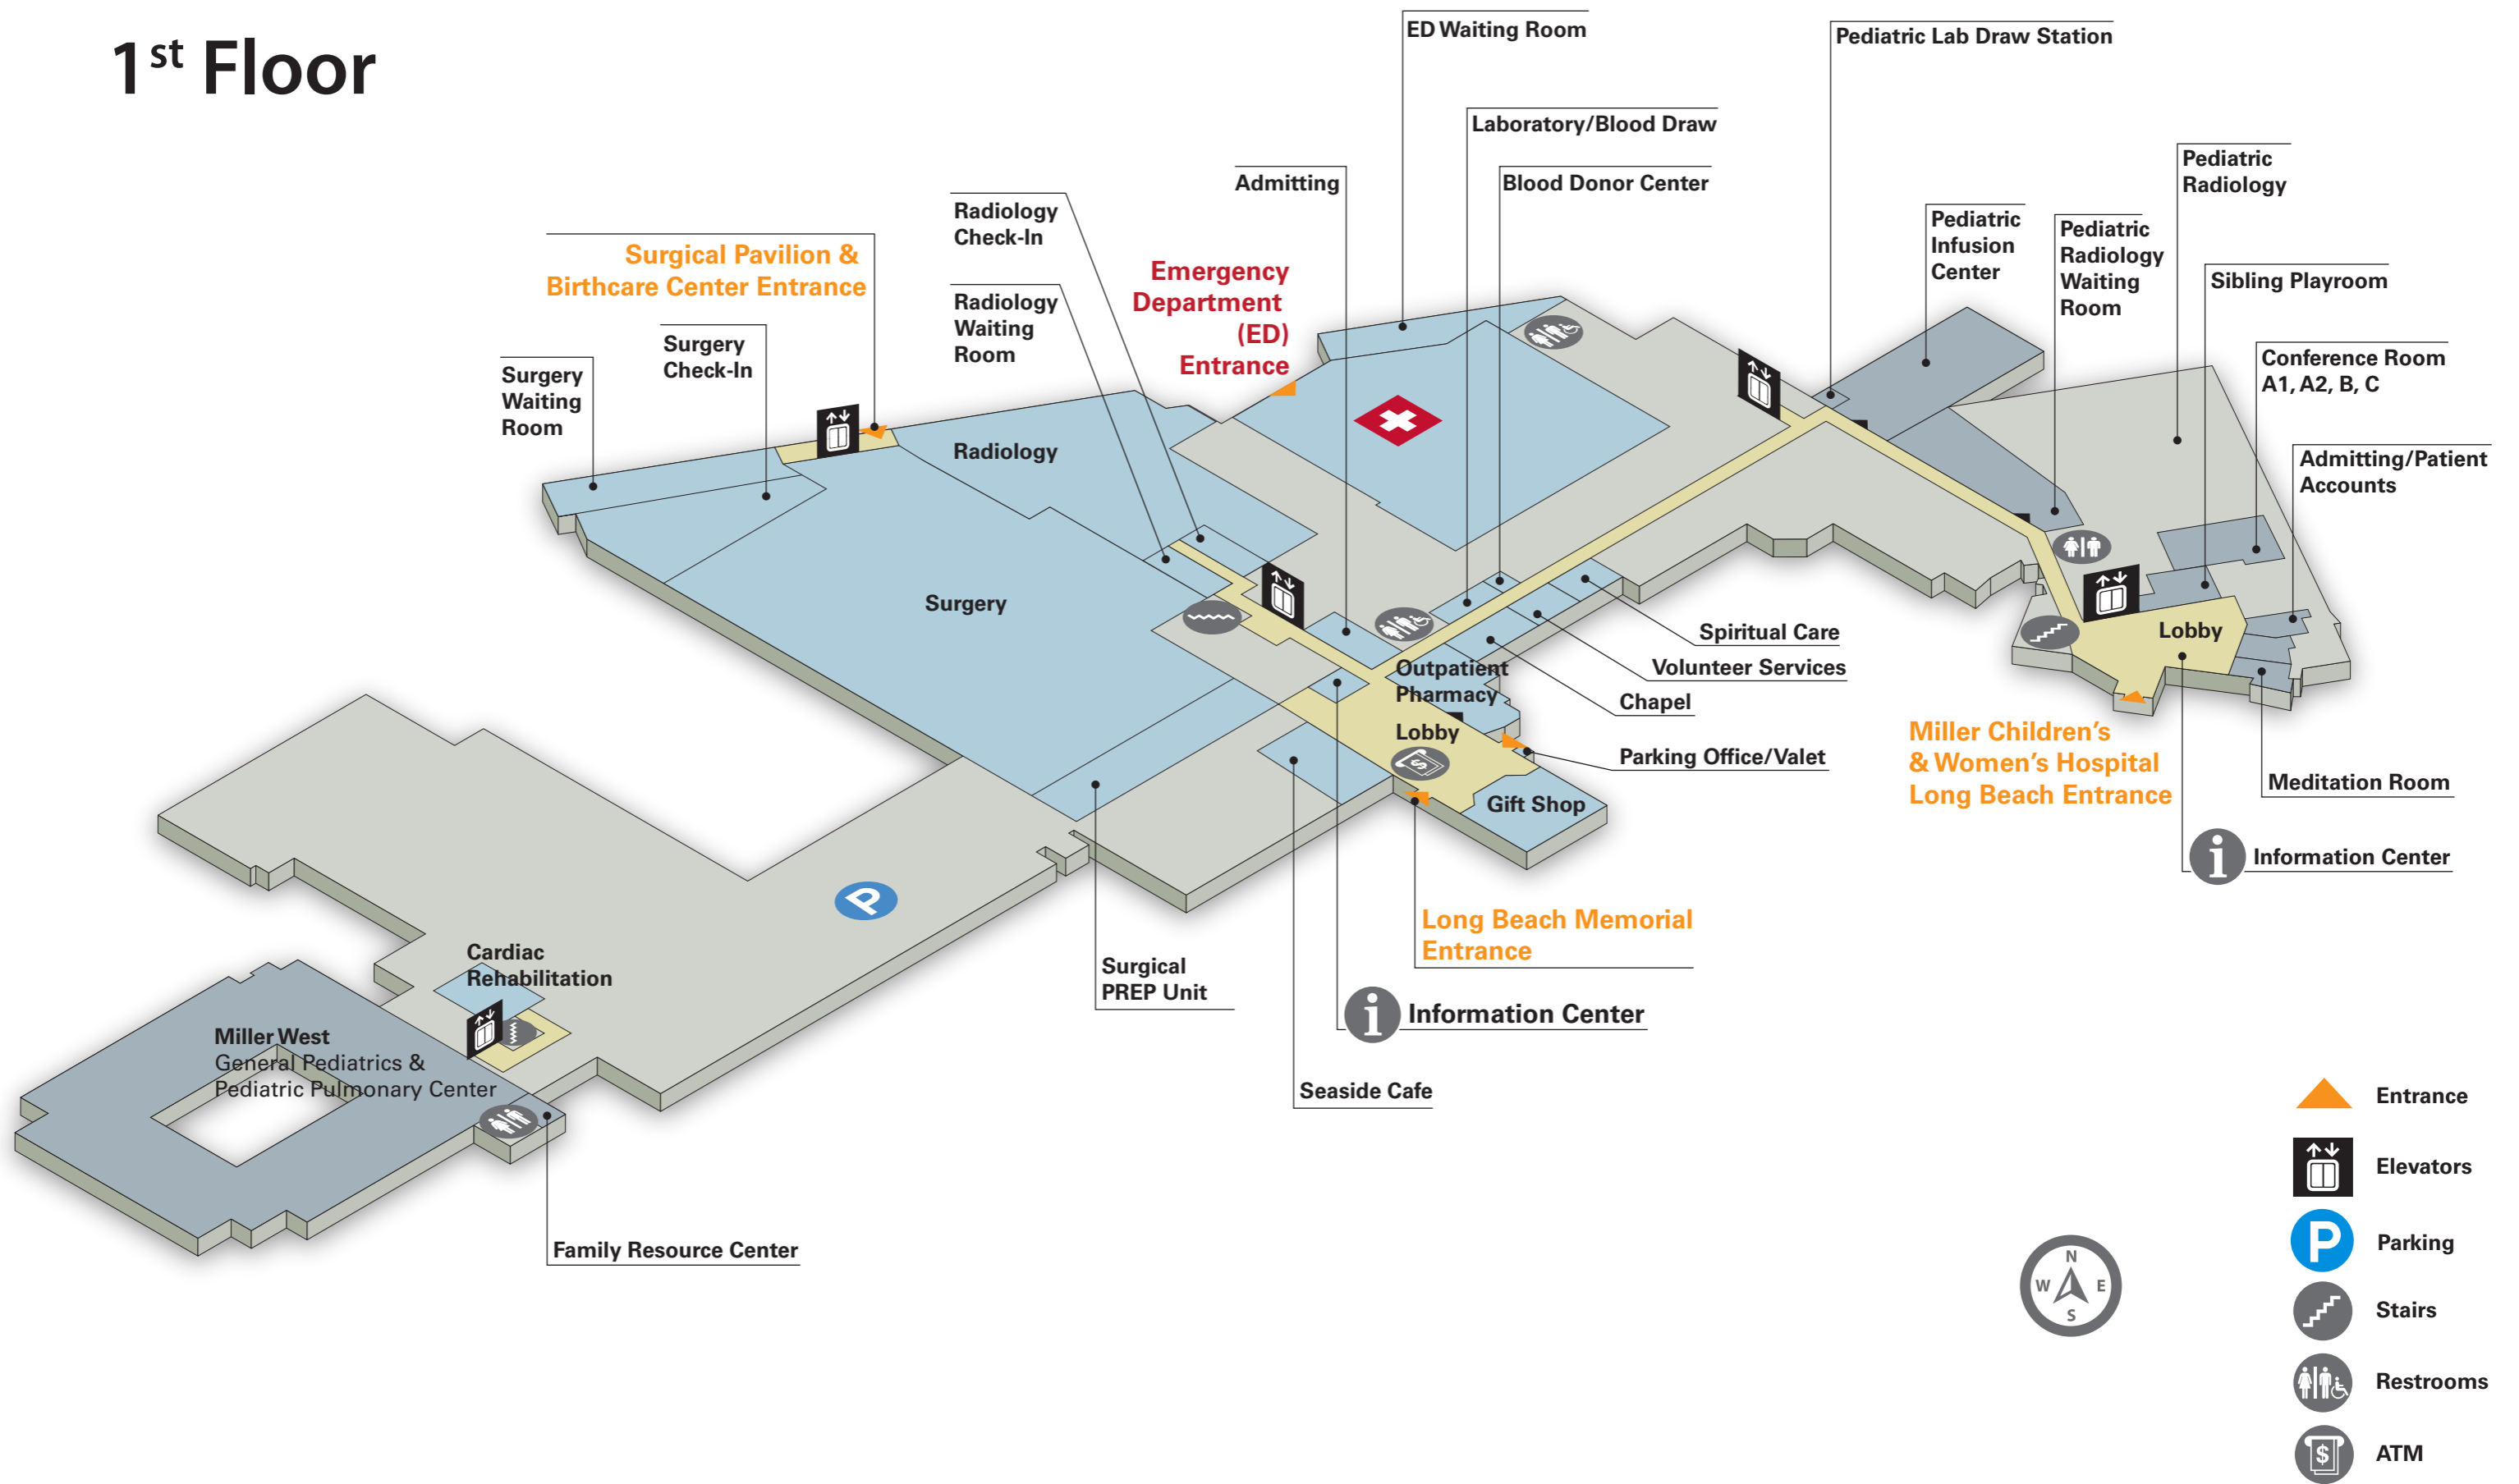 1st Floor
ED Waiting Room
Pediatric Lab Draw Station
Laboratory/Blood Draw
Admitting
Blood Donor Center
Pediatric
Radiology
Radiology
Check-In
Pediatric
Infusion
Center
Pediatric
Radiology
Waiting
Room
Surgical Pavilion &
Birthcare Center Entrance
Emergency
Department
(ED)
Entrance
Sibling Playroom
Radiology
Waiting
Room
Surgery
Check-In
Surgery
Waiting
Room
Conference Room
A1, A2, B, C
Radiology
Admitting/Patient
Accounts
Surgery
Spiritual Care
Lobby
Volunteer Services
Outpatient
Pharmacy
Chapel
Lobby
Parking Office/Valet
Miller Children's
& Women's Hospital
Long Beach Entrance
Meditation Room
Gift Shop
i Information Center
P
Long Beach Memorial
Entrance
Cardiac
Rehabilitation
Surgical
PREP Unit
i Information Center
Miller West
General Pediatrics &
Pediatric Pulmonary Center
Seaside Cafe
Family Resource Center
N
W E
S
Entrance
Elevators
P Parking
Stairs
Restrooms
$ ATM
$